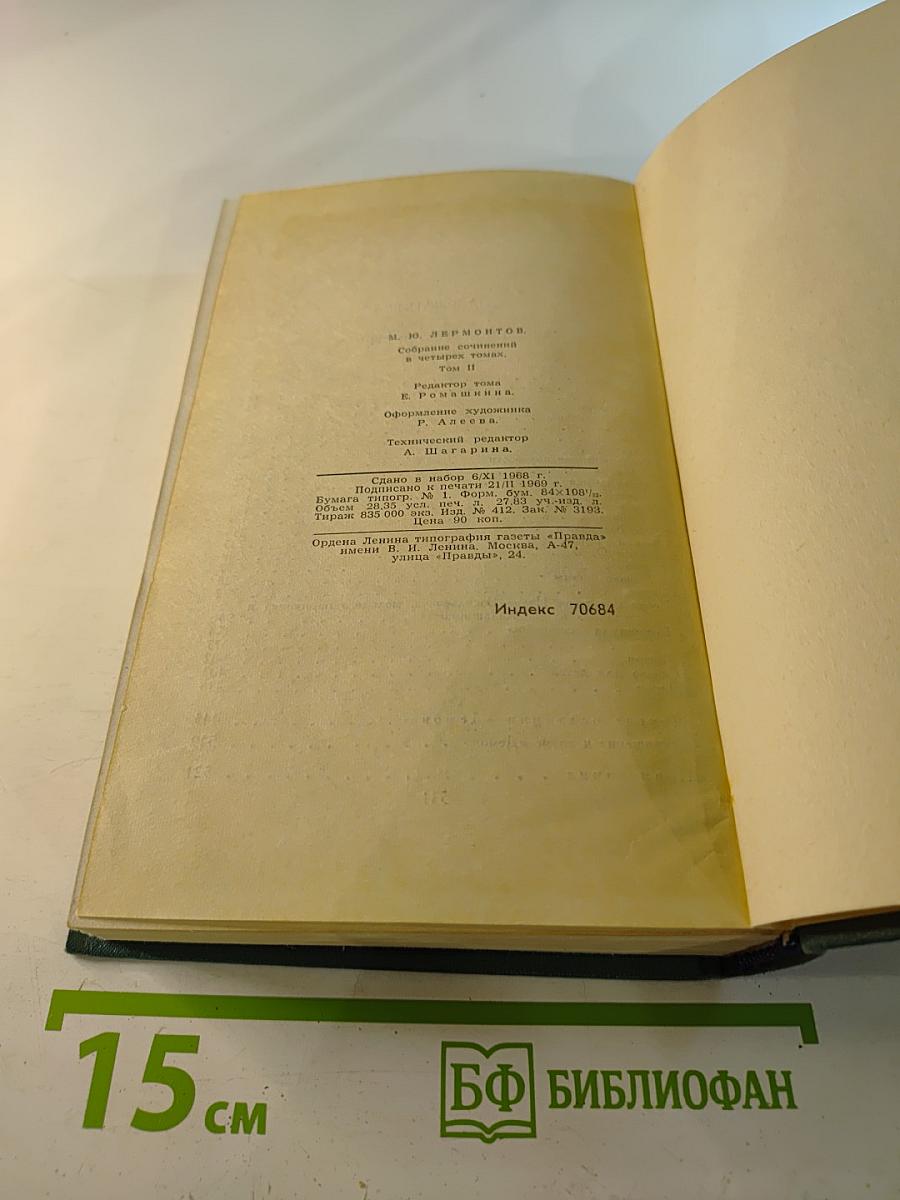 М. Ю. ЛЕРМОНТОВ.
Собрание сочинений
в четырех томах.
Том II
Редактор тома
Е. Ромашкина.
Оформление художника
Р. Алеева.
Технический редактор
А. Шагарина.
Сдано в набор 6/XI 1968 г.
Подписано к печати 21/II 1969 г.
Бумага типогр. № 1. Форм. бум. 84×108¹/₃₂.
Объем 28,35 усл. печ. л. 27,83 уч.-изд. л.
Тираж 835 000 экз. Изд. № 412. Зак. № 3193.
Цена 90 коп.
Ордена Ленина типография газеты «Правда»
имени В. И. Ленина. Москва, А-47,
улица «Правды», 24.
Индекс 70684
15 см
БФ БИБЛИОФАН